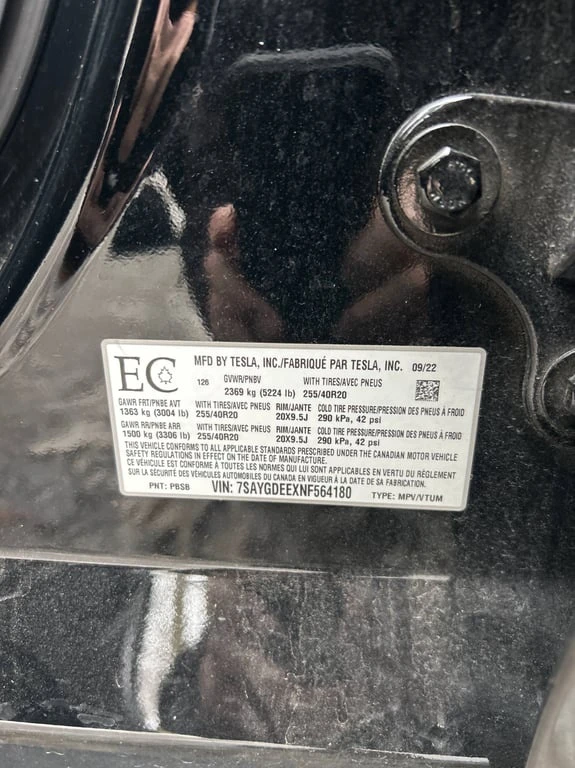 EC
MFD BY TESLA, INC./FABRIQUÉ PAR TESLA, INC. 09/22
126 GVWR/PNBV WITH TIRES/AVEC PNEUS
2369 kg (5224 lb) 255/40R20
GAWR FRT/PNBE AVT WITH TIRES/AVEC PNEUS RIM/JANTE COLD TIRE PRESSURE/PRESSION DES PNEUS À FROID
1363 kg (3004 lb) 255/40R20 20X9.5J 290 kPa, 42 psi
GAWR RR/PNBE ARR WITH TIRES/AVEC PNEUS RIM/JANTE COLD TIRE PRESSURE/PRESSION DES PNEUS À FROID
1500 kg (3306 lb) 255/40R20 20X9.5J 290 kPa, 42 psi
THIS VEHICLE CONFORMS TO ALL APPLICABLE STANDARDS PRESCRIBED UNDER THE CANADIAN MOTOR VEHICLE
SAFETY REGULATIONS IN EFFECT ON THE DATE OF MANUFACTURE
CE VÉHICULE EST CONFORME À TOUTES LES NORMES QUI LUI SONT APPLICABLES EN VERTU DU RÉGLEMENT
SUR LA SÉCURITÉ DES VÉHICULES AUTOMOBILES DU CANADA EN VIGUEUR À LA DATE DE SA FABRICATION
PNT: PBSB VIN: 7SAYGDEEXNF564180 TYPE: MPV/VTUM